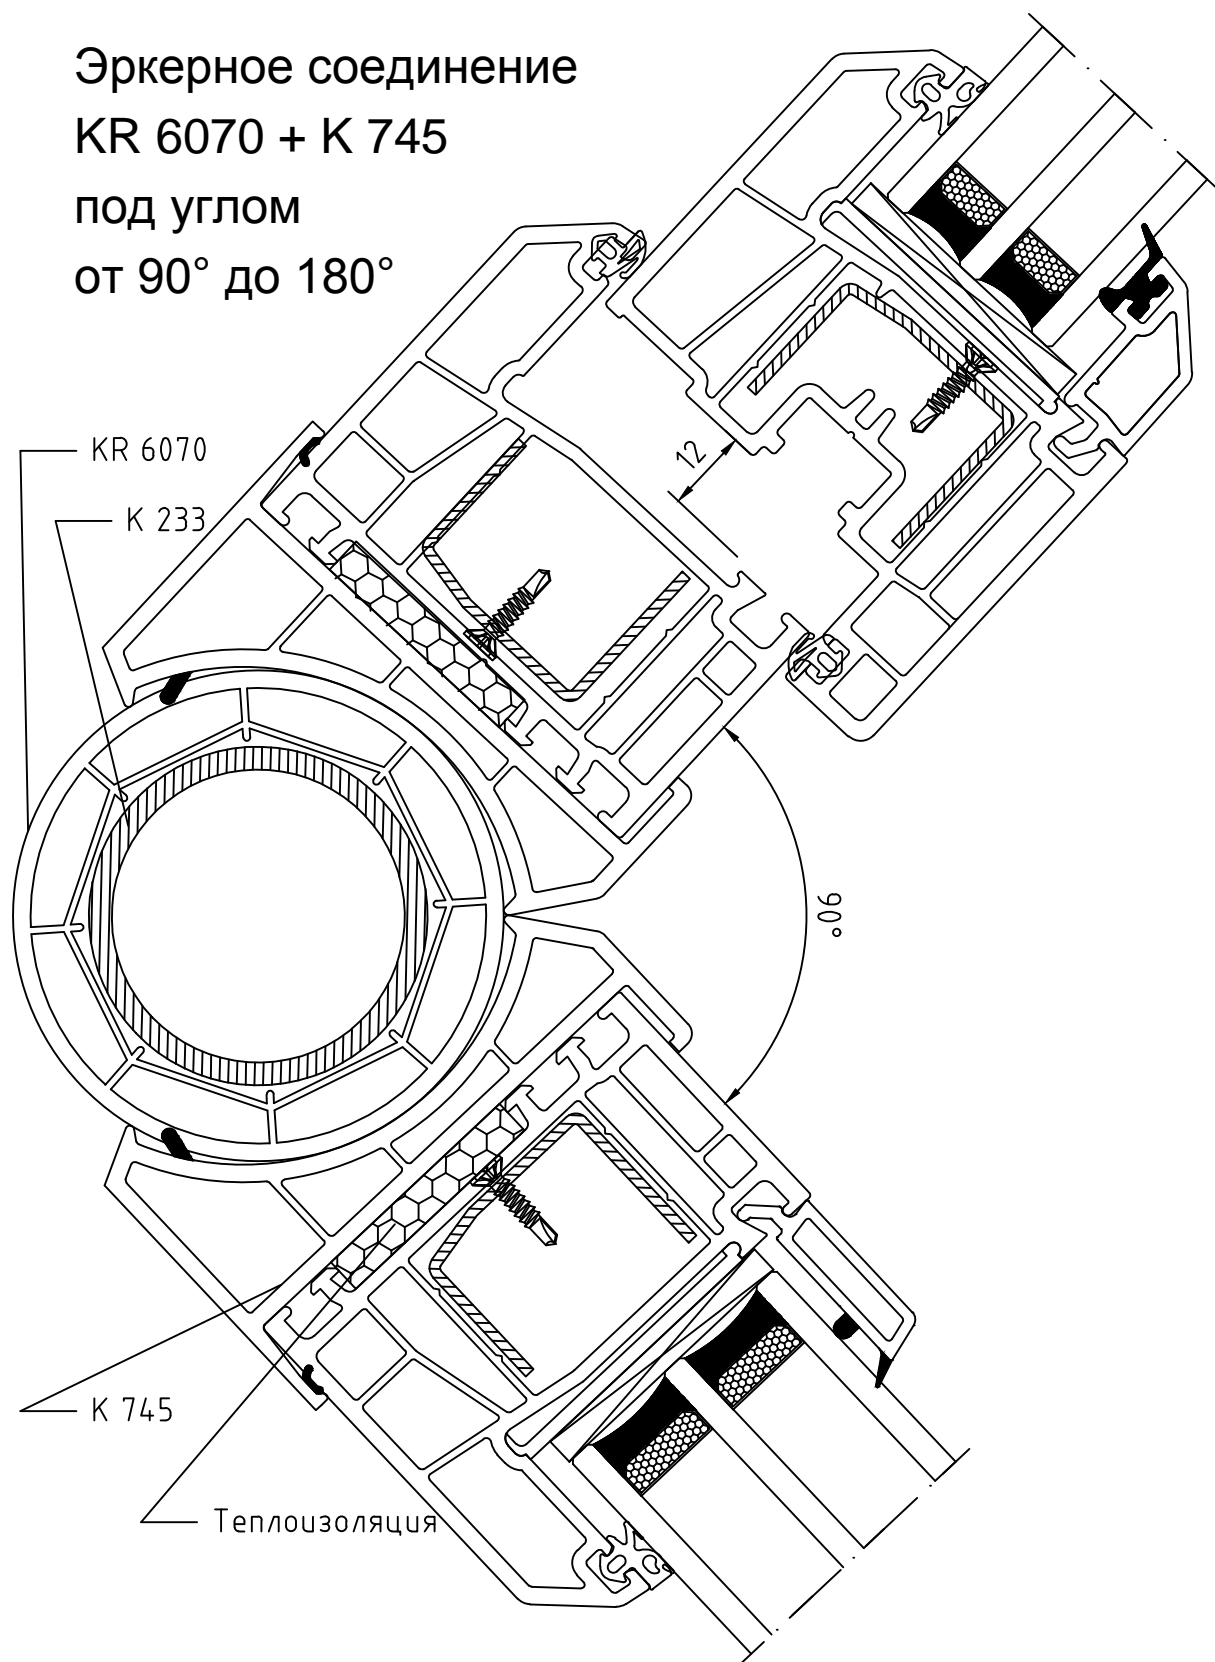 Эркерное соединение
KR 6070 + K 745
под углом
от 90° до 180°
KR 6070
K 233
12
90°
K 745
Теплоизоляция